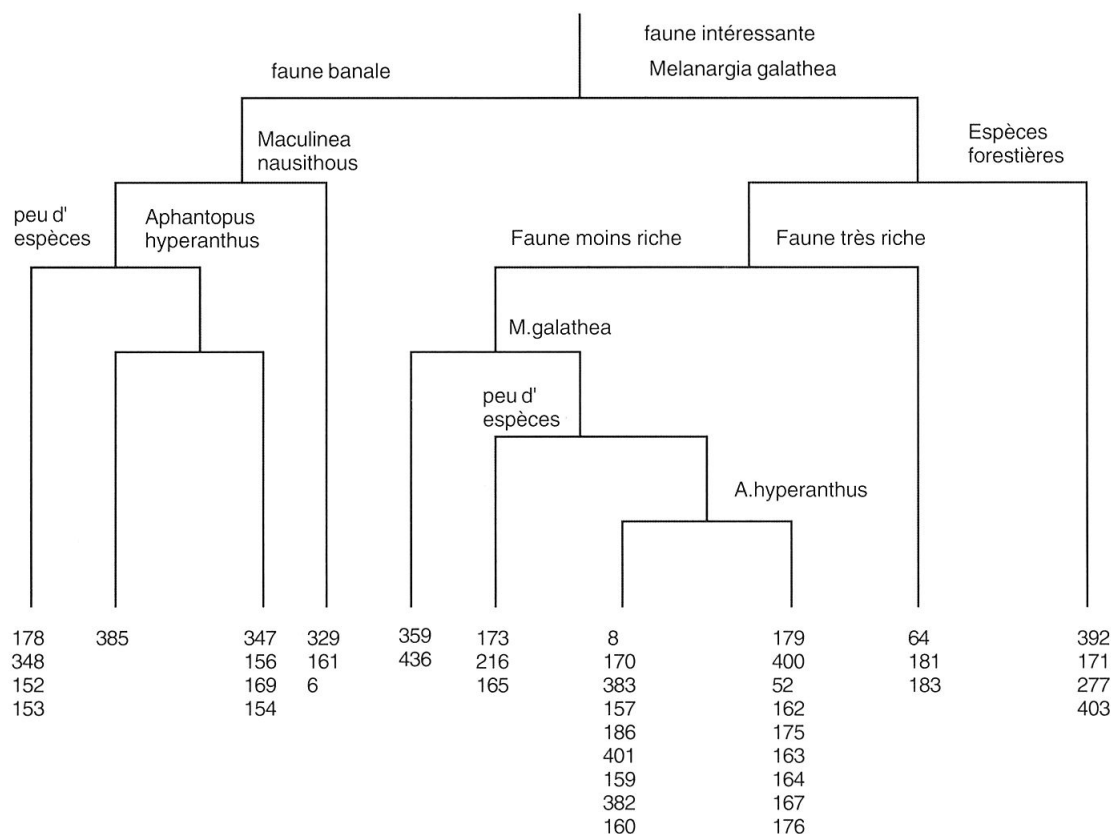 faune intéressante
faune banale
Melanargia galathea
Maculinea
nausithous
Espèces
forestières
peu d'
espèces
Aphantopus
hyperanthus
Faune moins riche
Faune très riche
M.galathea
peu d'
espèces
A.hyperanthus
178
348
152
153
385
347
156
169
154
329
161
6
359
436
173
216
165
8
170
383
157
186
401
159
382
160
179
400
52
162
175
163
164
167
176
64
181
183
392
171
277
403